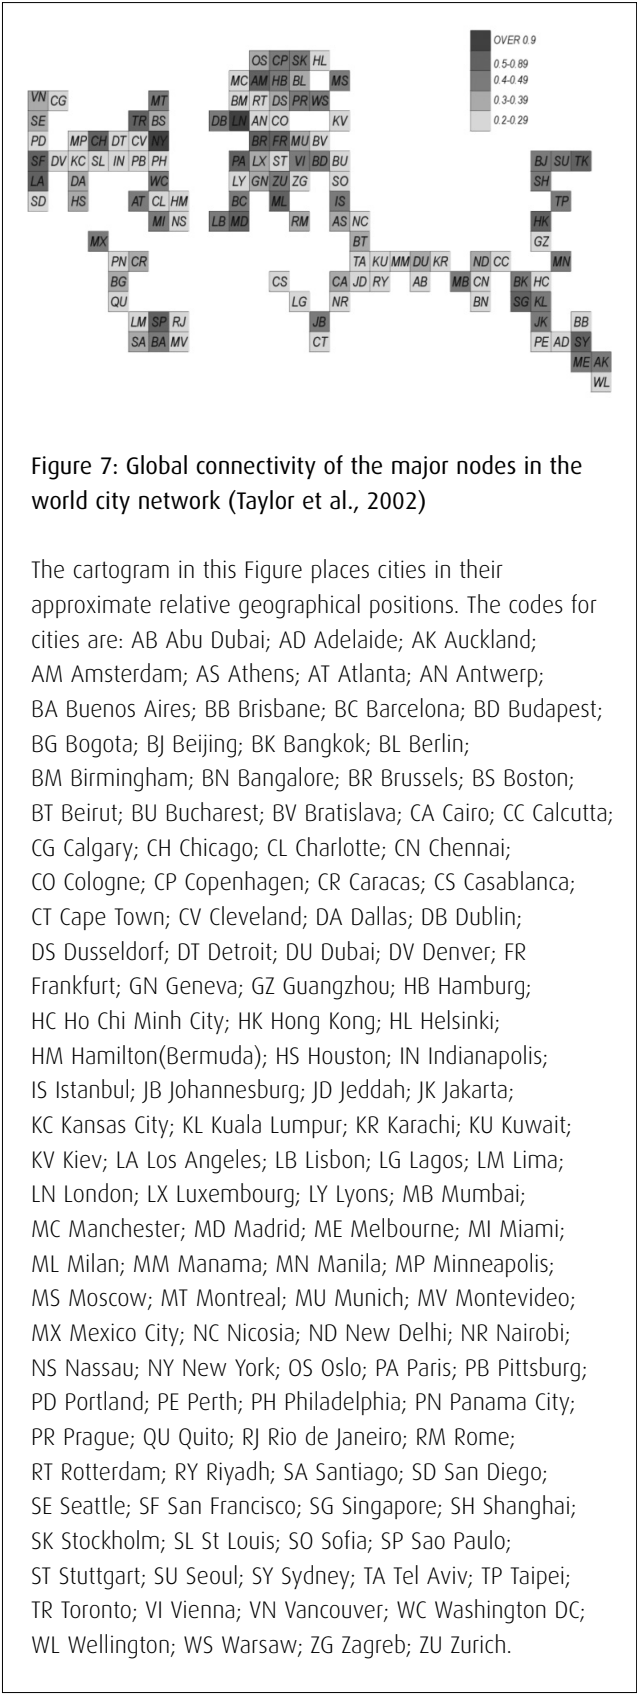 OS CP SK HL
OVER 0.9
0.5-0.89
0.4-0.49
0.3-0.39
0.2-0.29
MC AM HB BL MS
VN CG MT BM RT DS PR WS
SE TR BS DB LN AN CO KV
PD MP CH DT CV NY BR FR MU BV
SF DV KC SL IN PB PH PA LX ST VI BD BU BJ SU TK
LA DA WC LY GN ZU ZG SO SH
SD HS AT CL HM BC ML IS TP
MI NS LB MD RM AS NC HK
MX BT GZ
PN CR TA KU MM DU KR ND CC MN
BG CS CA JD RY AB MB CN BK HC
QU LG NR BN SG KL
LM SP RJ JB JK BB
SA BA MV CT PE AD SY
ME AK
WL
Figure 7: Global connectivity of the major nodes in the
world city network (Taylor et al., 2002)
The cartogram in this Figure places cities in their
approximate relative geographical positions. The codes for
cities are: AB Abu Dubai; AD Adelaide; AK Auckland;
AM Amsterdam; AS Athens; AT Atlanta; AN Antwerp;
BA Buenos Aires; BB Brisbane; BC Barcelona; BD Budapest;
BG Bogota; BJ Beijing; BK Bangkok; BL Berlin;
BM Birmingham; BN Bangalore; BR Brussels; BS Boston;
BT Beirut; BU Bucharest; BV Bratislava; CA Cairo; CC Calcutta;
CG Calgary; CH Chicago; CL Charlotte; CN Chennai;
CO Cologne; CP Copenhagen; CR Caracas; CS Casablanca;
CT Cape Town; CV Cleveland; DA Dallas; DB Dublin;
DS Dusseldorf; DT Detroit; DU Dubai; DV Denver; FR
Frankfurt; GN Geneva; GZ Guangzhou; HB Hamburg;
HC Ho Chi Minh City; HK Hong Kong; HL Helsinki;
HM Hamilton(Bermuda); HS Houston; IN Indianapolis;
IS Istanbul; JB Johannesburg; JD Jeddah; JK Jakarta;
KC Kansas City; KL Kuala Lumpur; KR Karachi; KU Kuwait;
KV Kiev; LA Los Angeles; LB Lisbon; LG Lagos; LM Lima;
LN London; LX Luxembourg; LY Lyons; MB Mumbai;
MC Manchester; MD Madrid; ME Melbourne; MI Miami;
ML Milan; MM Manama; MN Manila; MP Minneapolis;
MS Moscow; MT Montreal; MU Munich; MV Montevideo;
MX Mexico City; NC Nicosia; ND New Delhi; NR Nairobi;
NS Nassau; NY New York; OS Oslo; PA Paris; PB Pittsburg;
PD Portland; PE Perth; PH Philadelphia; PN Panama City;
PR Prague; QU Quito; RJ Rio de Janeiro; RM Rome;
RT Rotterdam; RY Riyadh; SA Santiago; SD San Diego;
SE Seattle; SF San Francisco; SG Singapore; SH Shanghai;
SK Stockholm; SL St Louis; SO Sofia; SP Sao Paulo;
ST Stuttgart; SU Seoul; SY Sydney; TA Tel Aviv; TP Taipei;
TR Toronto; VI Vienna; VN Vancouver; WC Washington DC;
WL Wellington; WS Warsaw; ZG Zagreb; ZU Zurich.